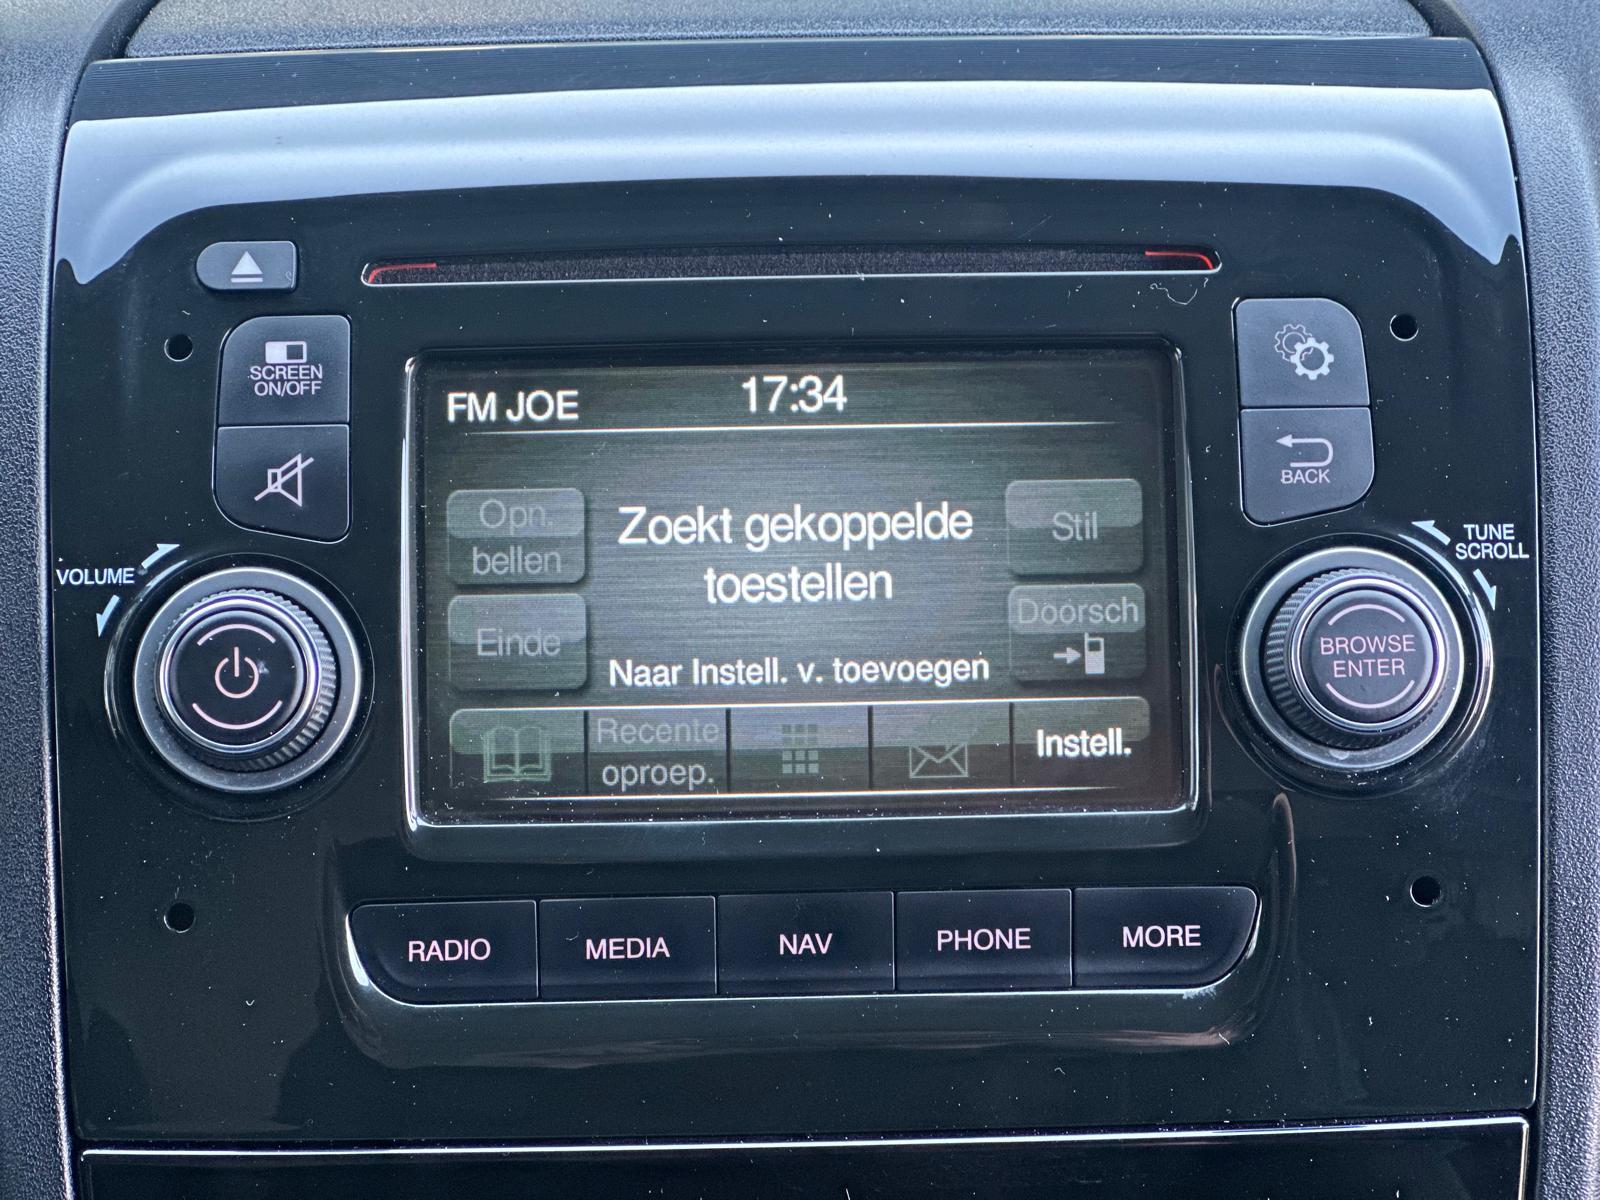 SCREEN
ON/OFF
BACK
VOLUME
TUNE
SCROLL
BROWSE
ENTER
FM JOE
17:34
Opn.
bellen
Zoekt gekoppelde
toestellen
Stil
Einde
Naar Instell. v. toevoegen
Doorsch
Recente
oproep.
Instell.
RADIO
MEDIA
NAV
PHONE
MORE